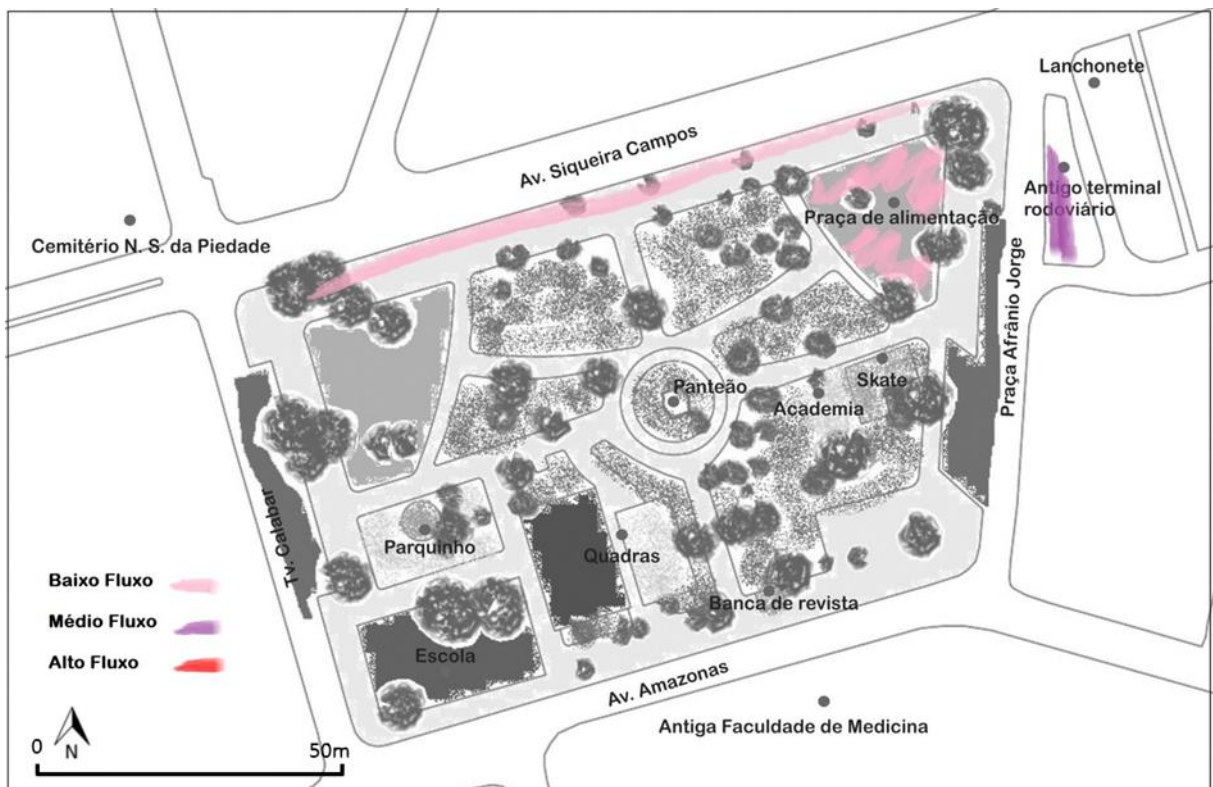 Lanchonete
Av. Siqueira Campos
Antigo terminal
rodoviário
Praça de alimentação
Cemitério N. S. da Piedade
Praça Afrânio Jorge
Skate
Panteão
Academia
Tv. Calabar
Parquinho
Quadras
Banca de revista
Baixo Fluxo
Médio Fluxo
Alto Fluxo
Escola
Av. Amazonas
Antiga Faculdade de Medicina
N
0
50m